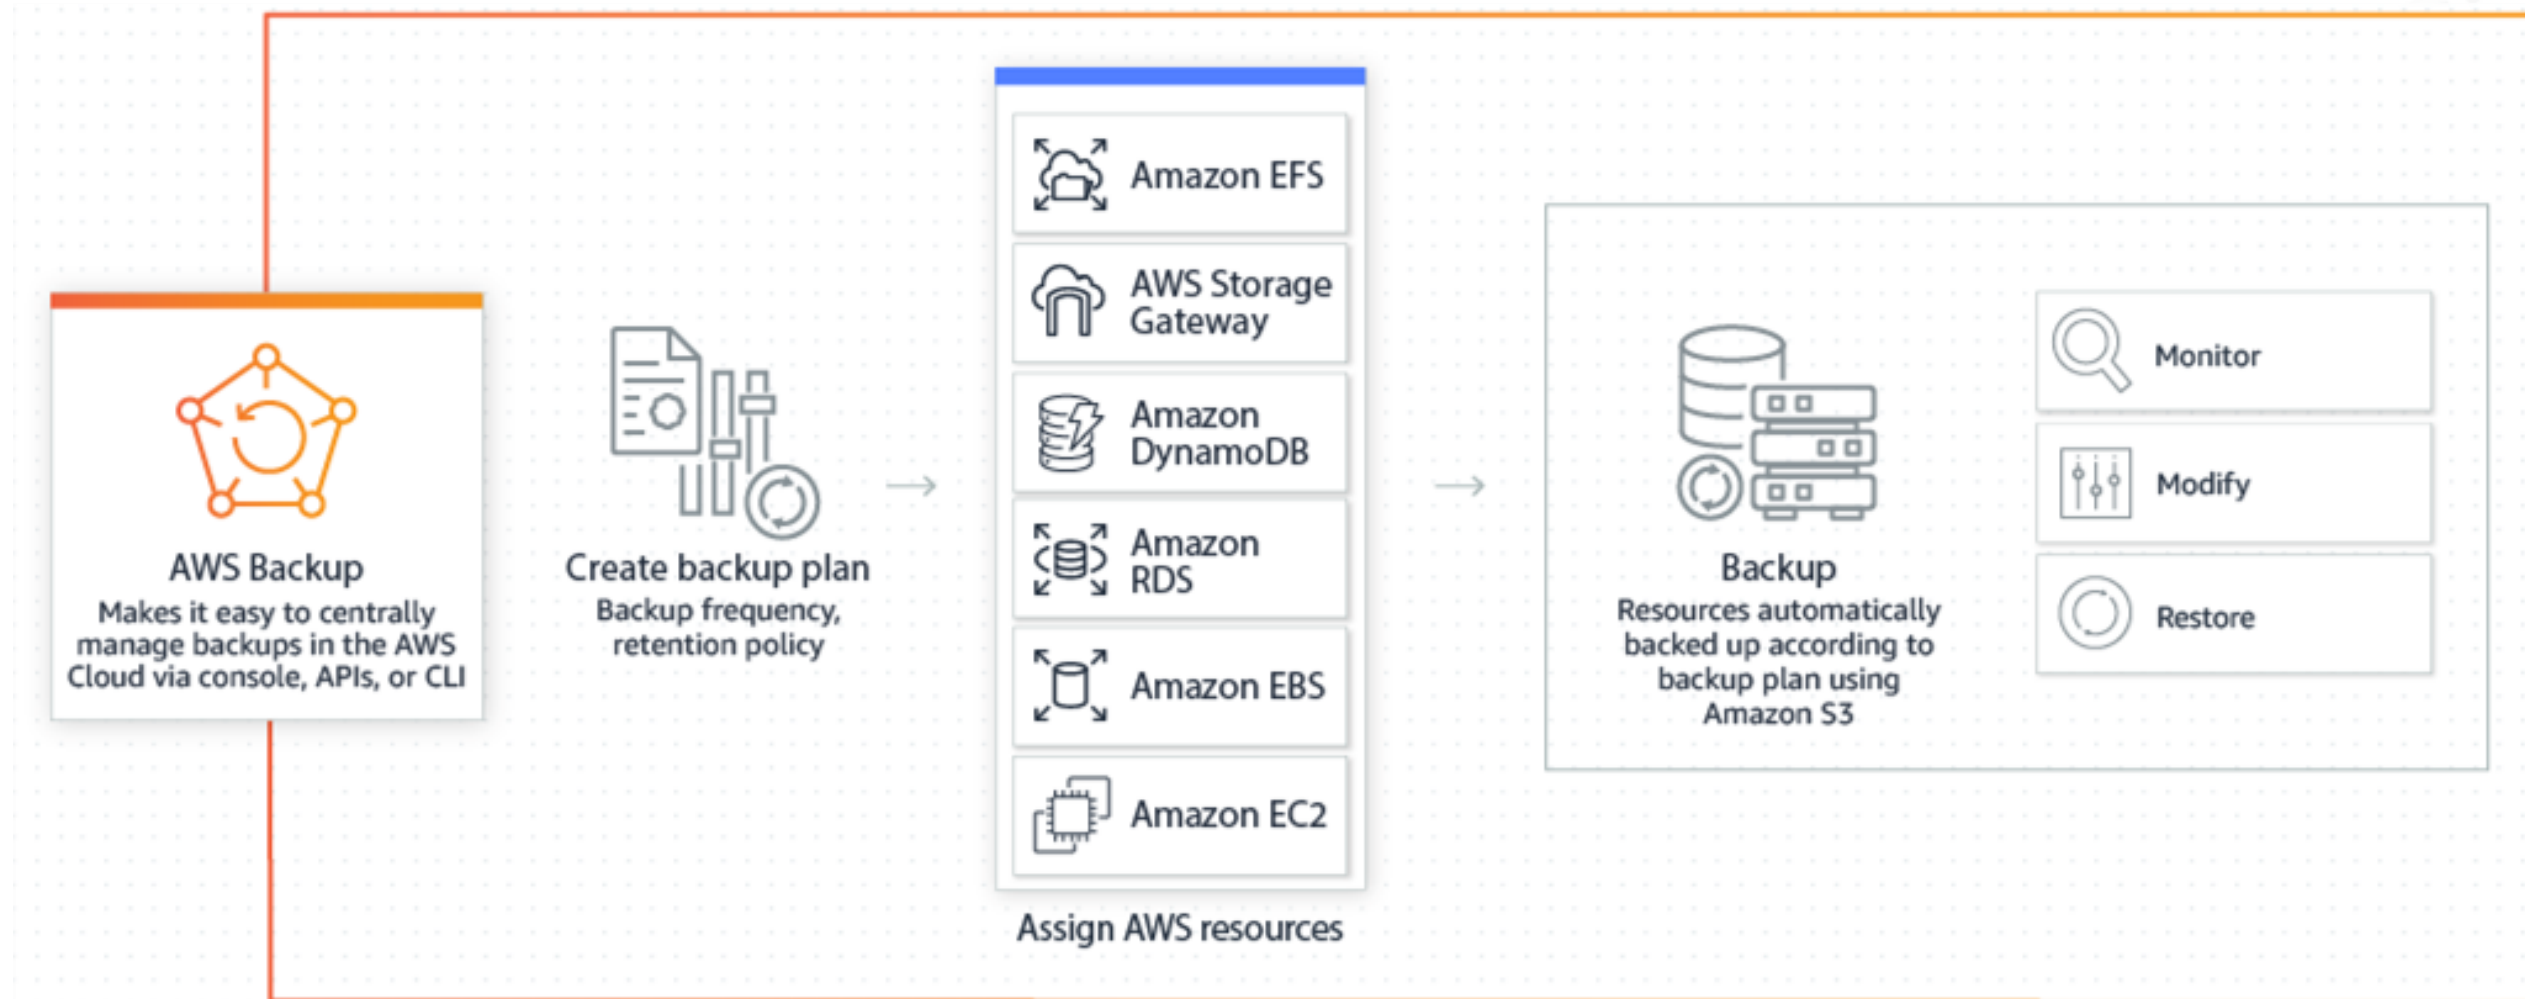 AWS Backup
Makes it easy to centrally
manage backups in the AWS
Cloud via console, APIs, or CLI
Create backup plan
Backup frequency,
retention policy
Amazon EFS
AWS Storage
Gateway
Amazon
DynamoDB
Amazon
RDS
Amazon EBS
Amazon EC2
Assign AWS resources
Backup
Resources automatically
backed up according to
backup plan using
Amazon S3
Monitor
Modify
Restore